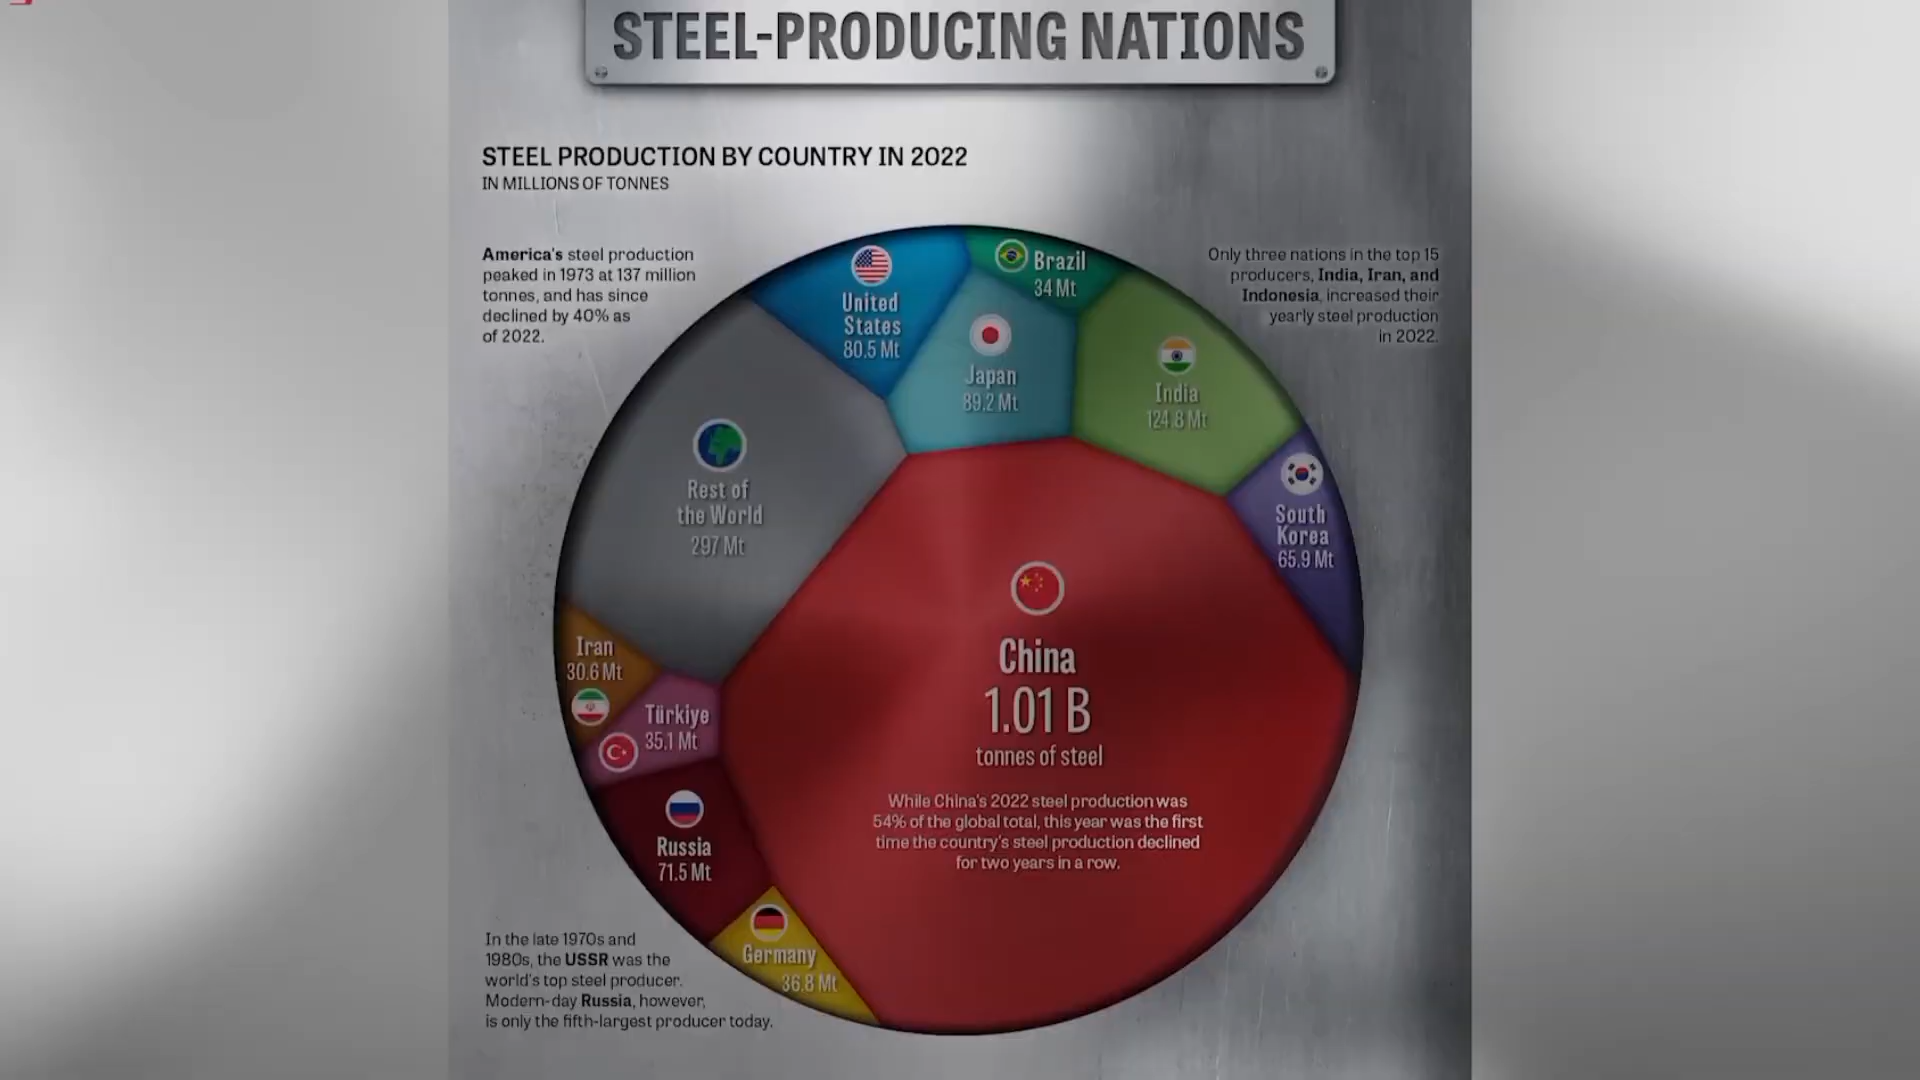 STEEL-PRODUCING NATIONS
STEEL PRODUCTION BY COUNTRY IN 2022
IN MILLIONS OF TONNES
America's steel production
peaked in 1973 at 137 million
tonnes, and has since
declined by 40% as
of 2022.
Only three nations in the top 15
producers, India, Iran, and
Indonesia, increased their
yearly steel production
in 2022.
United
States
80.5 Mt
Brazil
34 Mt
Japan
89.2 Mt
India
124.8 Mt
Rest of
the World
297 Mt
South
Korea
65.9 Mt
Iran
30.6 Mt
Türkiye
35.1 Mt
China
1.01 B
tonnes of steel
While China's 2022 steel production was
54% of the global total, this year was the first
time the country's steel production declined
for two years in a row.
Russia
71.5 Mt
Germany
36.8 Mt
In the late 1970s and
1980s, the USSR was the
world's top steel producer.
Modern-day Russia, however,
is only the fifth-largest producer today.